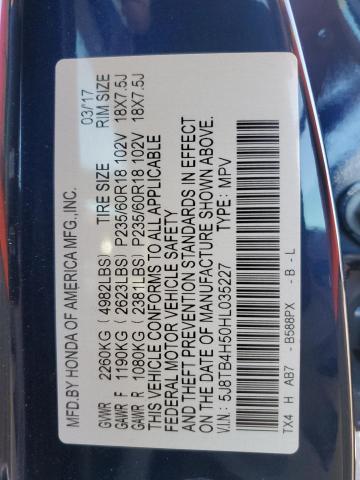 MFD.BY HONDA OF AMERICA MFG.,INC. 03/17
TIRE SIZE RIM SIZE
GVWR 2260KG (4982LBS)
GAWR F 1190KG (2623LBS) P235/60R18 102V 18X7.5J
GAWR R 1080KG (2381LBS) P235/60R18 102V 18X7.5J
THIS VEHICLE CONFORMS TO ALL APPLICABLE
FEDERAL MOTOR VEHICLE SAFETY
AND THEFT PREVENTION STANDARDS IN EFFECT
ON THE DATE OF MANUFACTURE SHOWN ABOVE.
V.I.N.: 5J8TB4H50HL036227 TYPE: MPV
TX4 H AB7 - B588PX - B - L